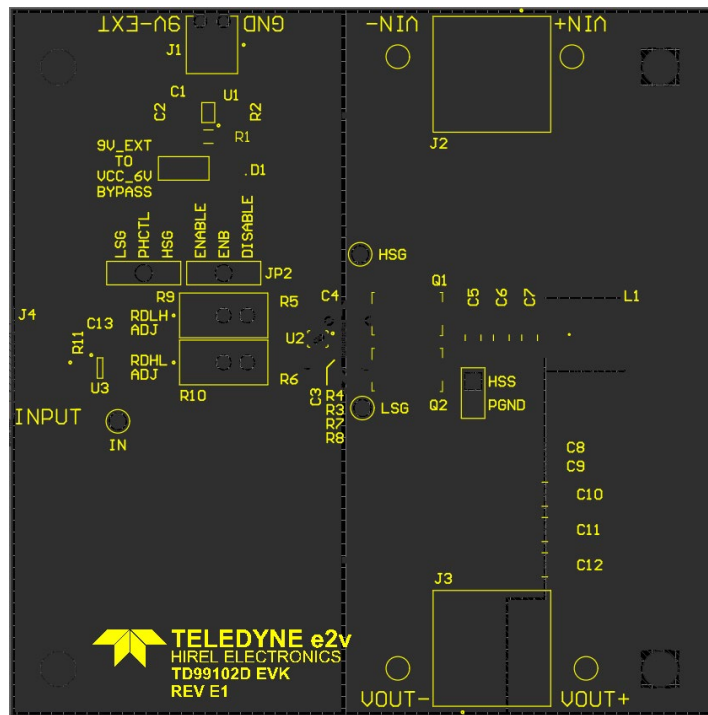 9V-EXT GND
VIN- VIN+
J1
J2
C1
U1
C2
R2
R1
9V_EXT
TO
VCC_6V
BYPASS
D1
LSG
PHCTL
HSG
ENABLE
ENB
DISABLE
JP2
HSG
Q1
R9
R5
C4
C5
C6
C7
L1
J4
C13
RDLH
ADJ
R11
U2
RDHL
ADJ
U3
R10
R6
C3
R4
R3
R7
R8
LSG
Q2
HSS
PGND
INPUT
IN
C8
C9
C10
C11
C12
J3
TELEDYNE e2v
HIREL ELECTRONICS
TD99102D EVK
REV E1
VOUT- VOUT+